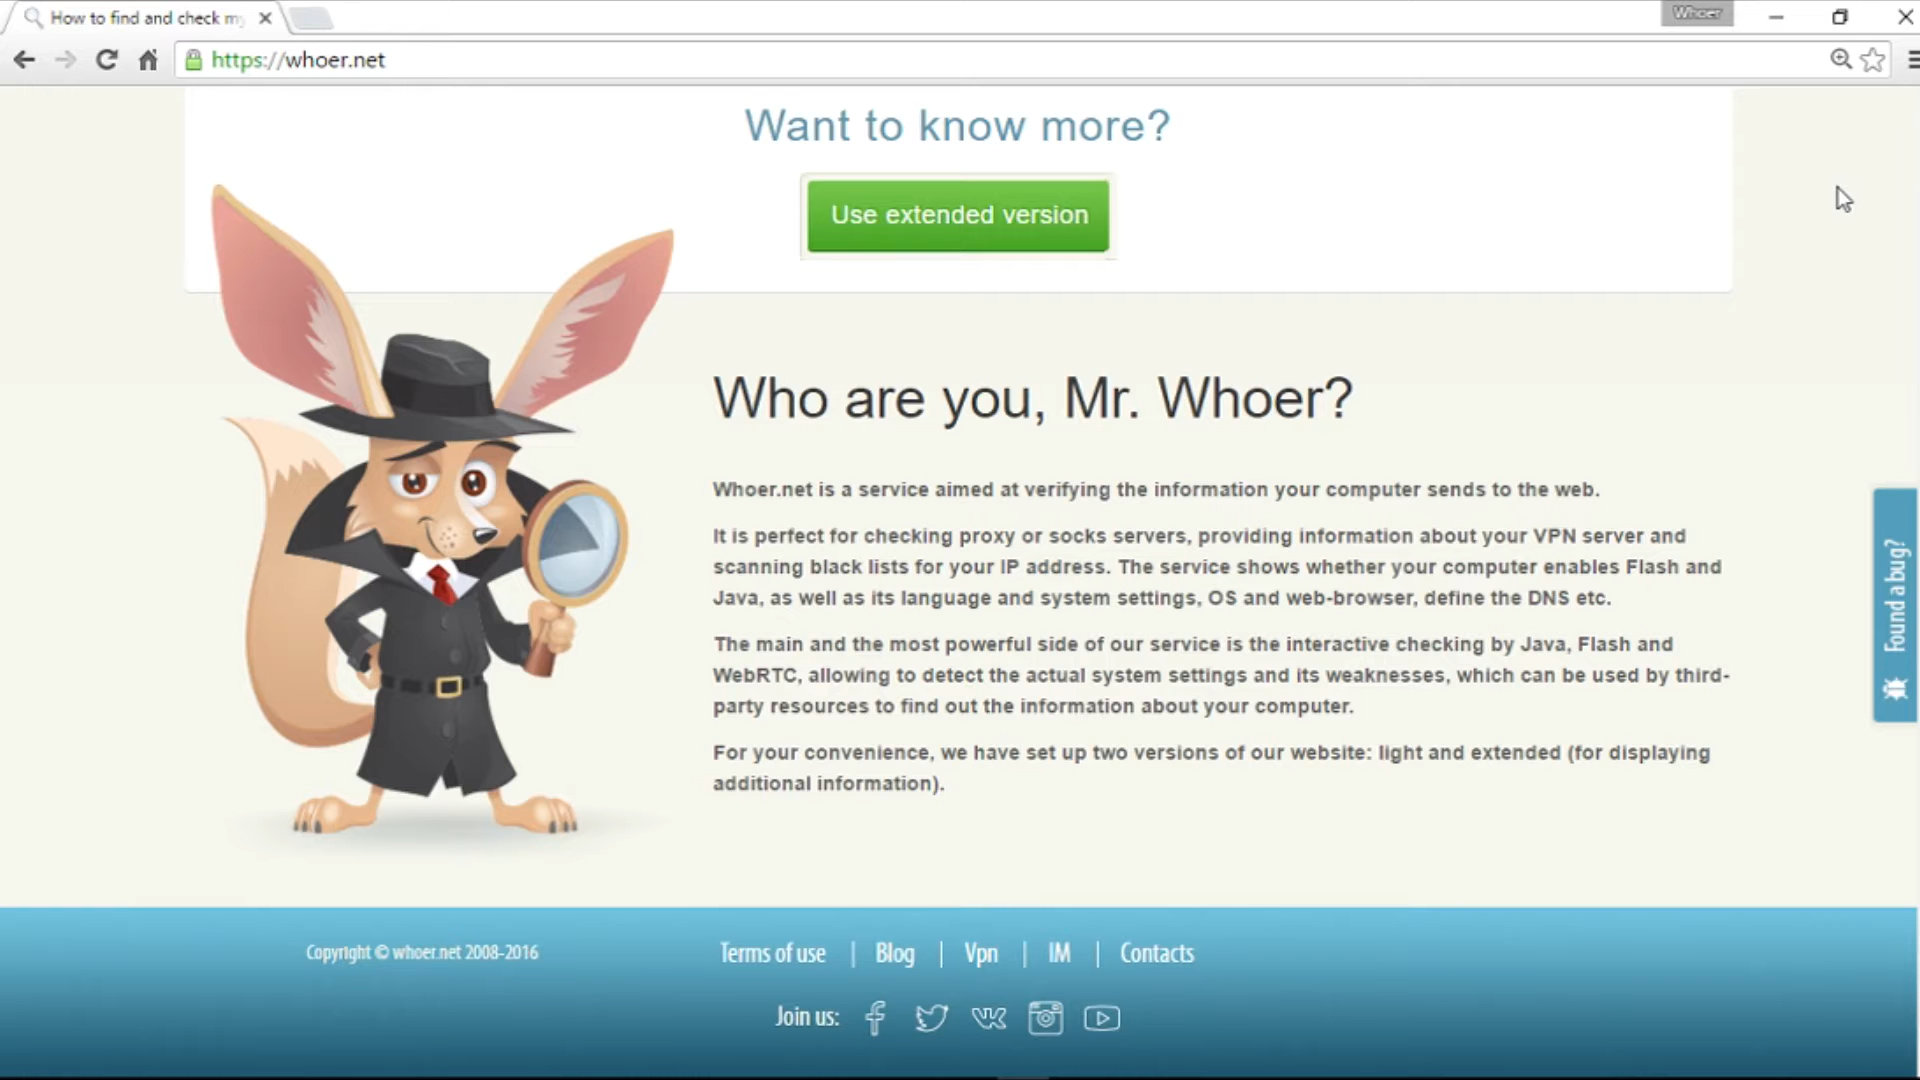 How to find and check my
Whoer
https://whoer.net
Want to know more?
Use extended version
Who are you, Mr. Whoer?
Whoer.net is a service aimed at verifying the information your computer sends to the web.
It is perfect for checking proxy or socks servers, providing information about your VPN server and
scanning black lists for your IP address. The service shows whether your computer enables Flash and
Java, as well as its language and system settings, OS and web-browser, define the DNS etc.
The main and the most powerful side of our service is the interactive checking by Java, Flash and
WebRTC, allowing to detect the actual system settings and its weaknesses, which can be used by third-
party resources to find out the information about your computer.
For your convenience, we have set up two versions of our website: light and extended (for displaying
additional information).
Found a bug?
Copyright © whoer.net 2008-2016
Terms of use | Blog | Vpn | IM | Contacts
Join us: